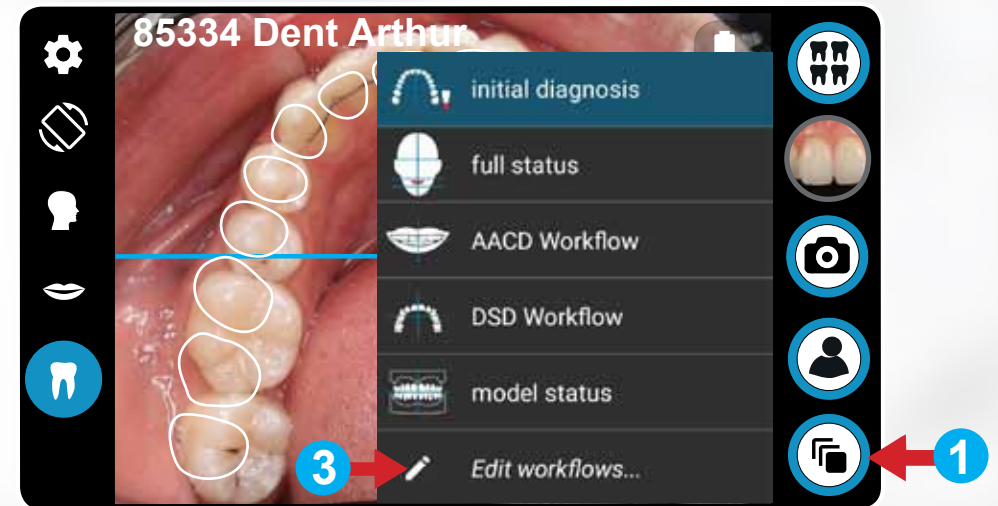 85334 Dent Arthur
initial diagnosis
full status
AACD Workflow
DSD Workflow
model status
3
Edit workflows...
1